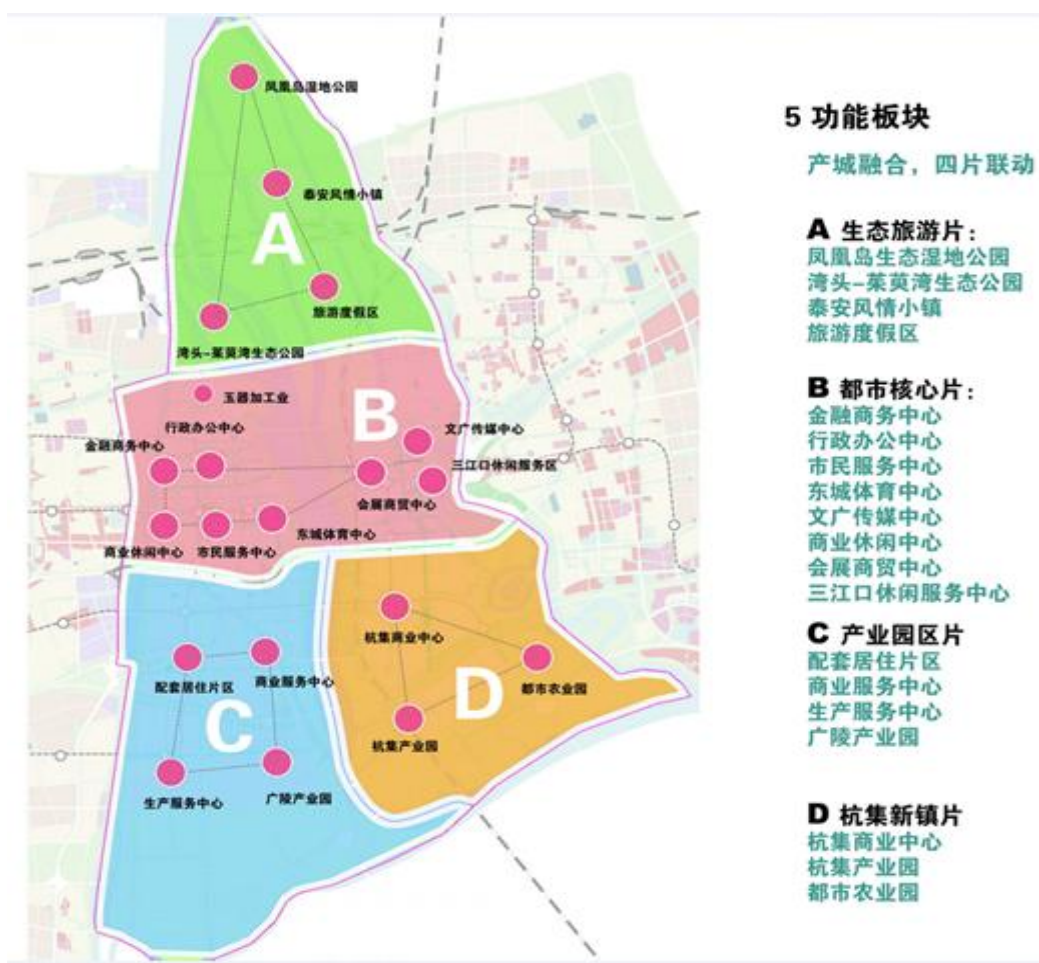 凤凰岛湿地公园
泰安风情小镇
A
旅游度假区
湾头-茱萸湾生态公园
玉器加工业
B
行政办公中心
文广传媒中心
金融商务中心
三江口休闲服务区
会展商贸中心
东城体育中心
商业休闲中心
市民服务中心
杭集商业中心
配套居住片区
商业服务中心
都市农业园
D
C
杭集产业园
生产服务中心
广陵产业园
5 功能板块
产城融合，四片联动
A 生态旅游片：
凤凰岛生态湿地公园
湾头-茱萸湾生态公园
泰安风情小镇
旅游度假区
B 都市核心片：
金融商务中心
行政办公中心
市民服务中心
东城体育中心
文广传媒中心
商业休闲中心
会展商贸中心
三江口休闲服务中心
C 产业园区片
配套居住片区
商业服务中心
生产服务中心
广陵产业园
D 杭集新镇片
杭集商业中心
杭集产业园
都市农业园